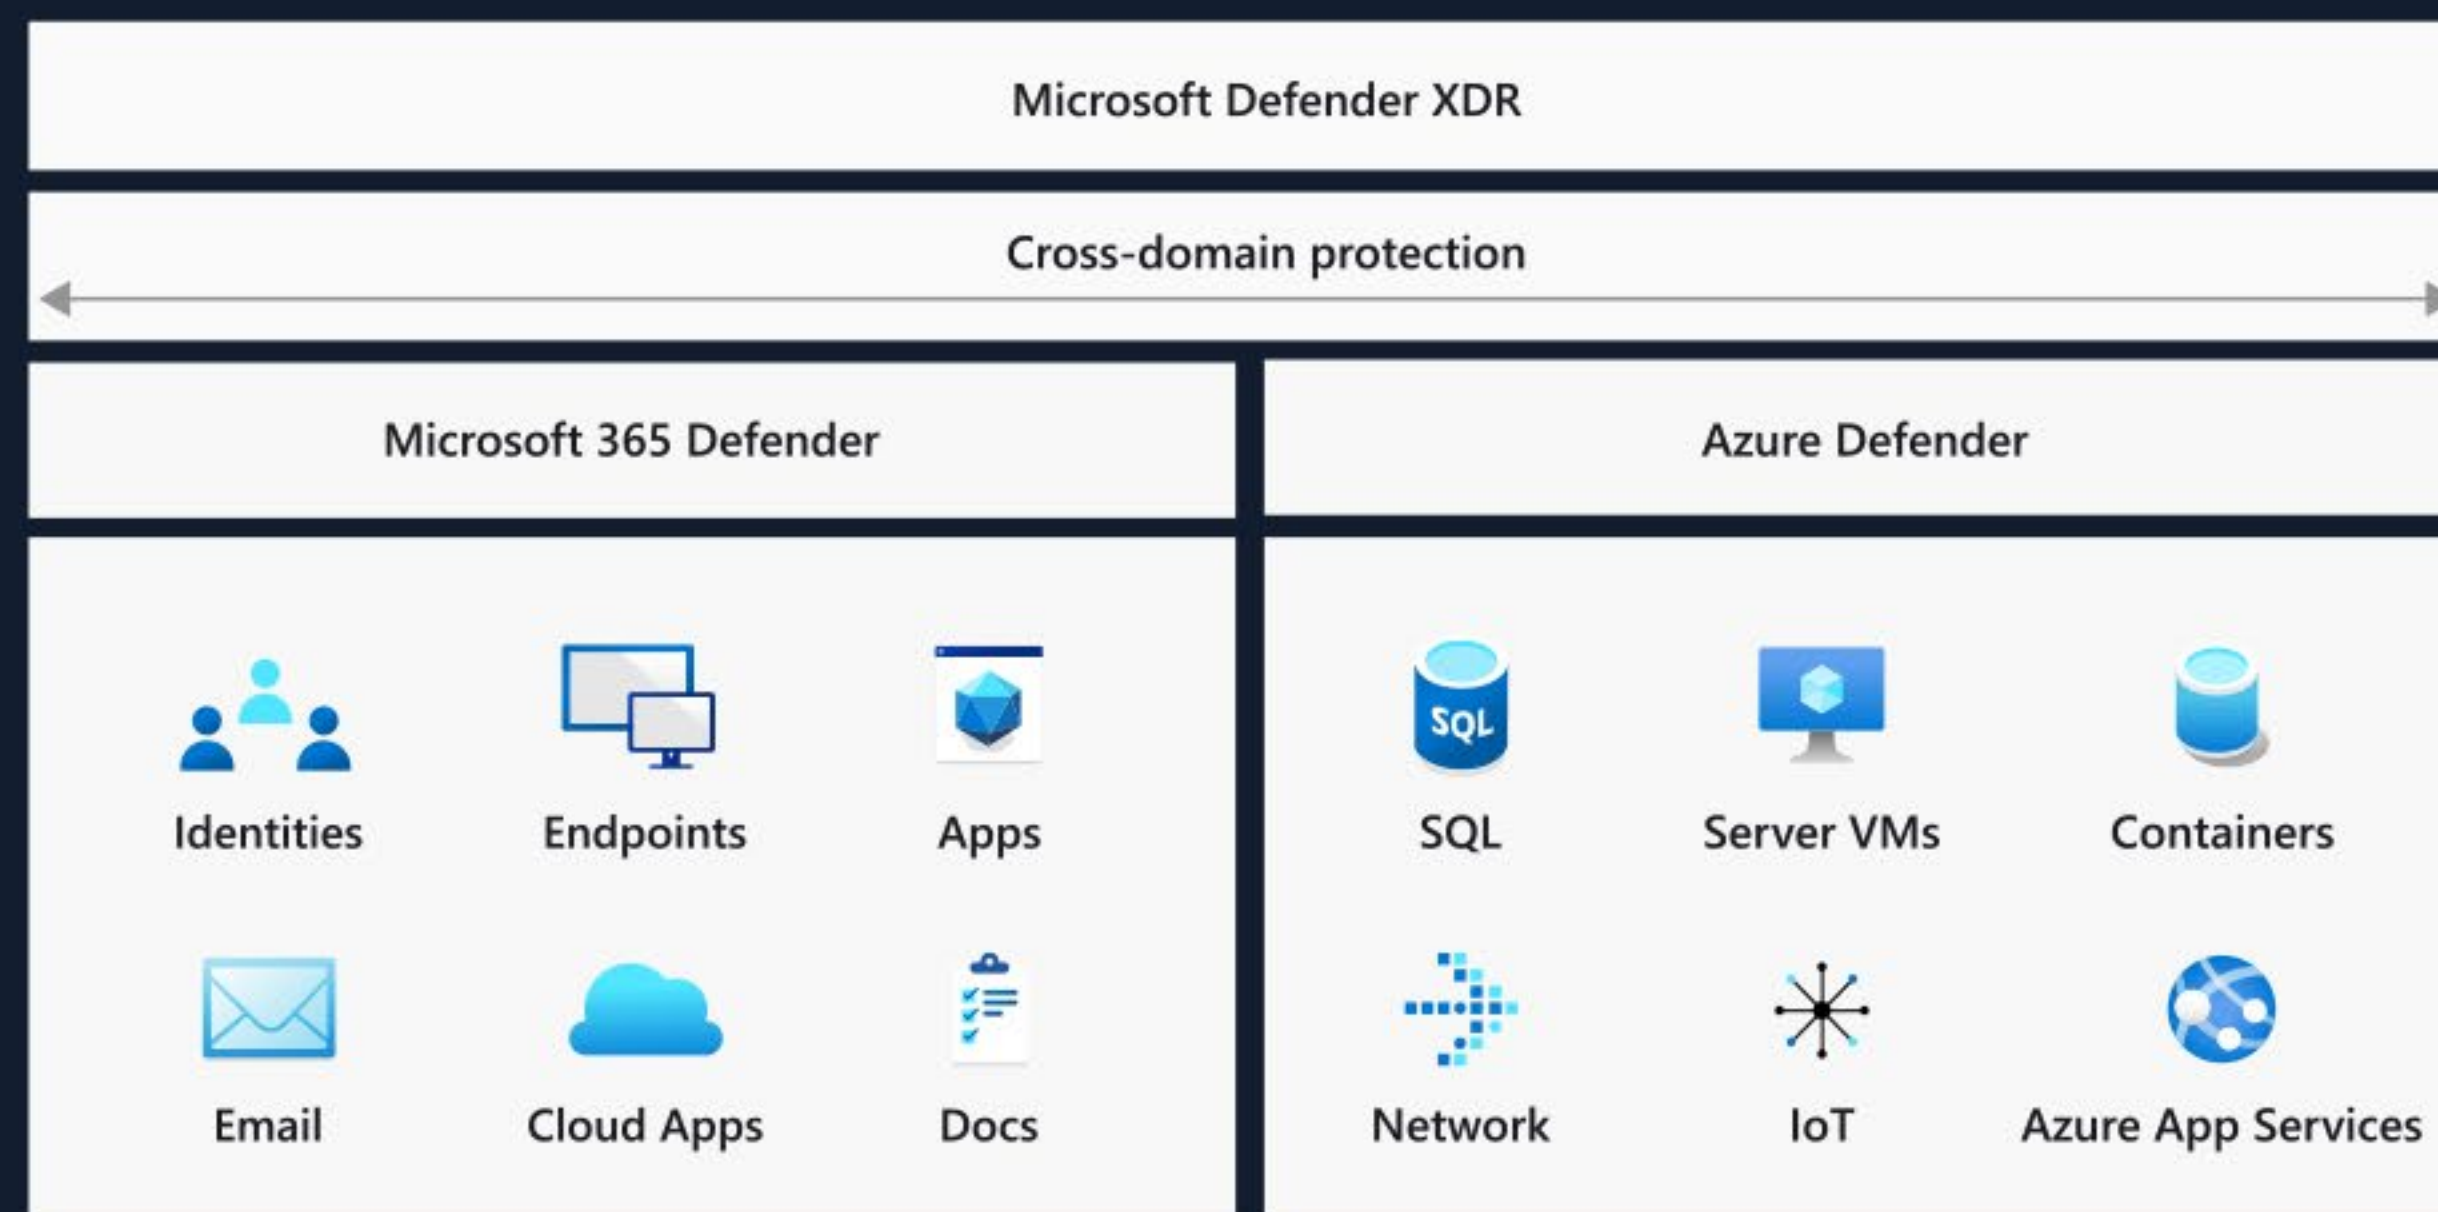 Microsoft Defender XDR
Cross-domain protection
Microsoft 365 Defender
Azure Defender
Identities
Endpoints
Apps
SQL
SQL
Server VMs
Containers
Email
Cloud Apps
Docs
Network
IoT
Azure App Services